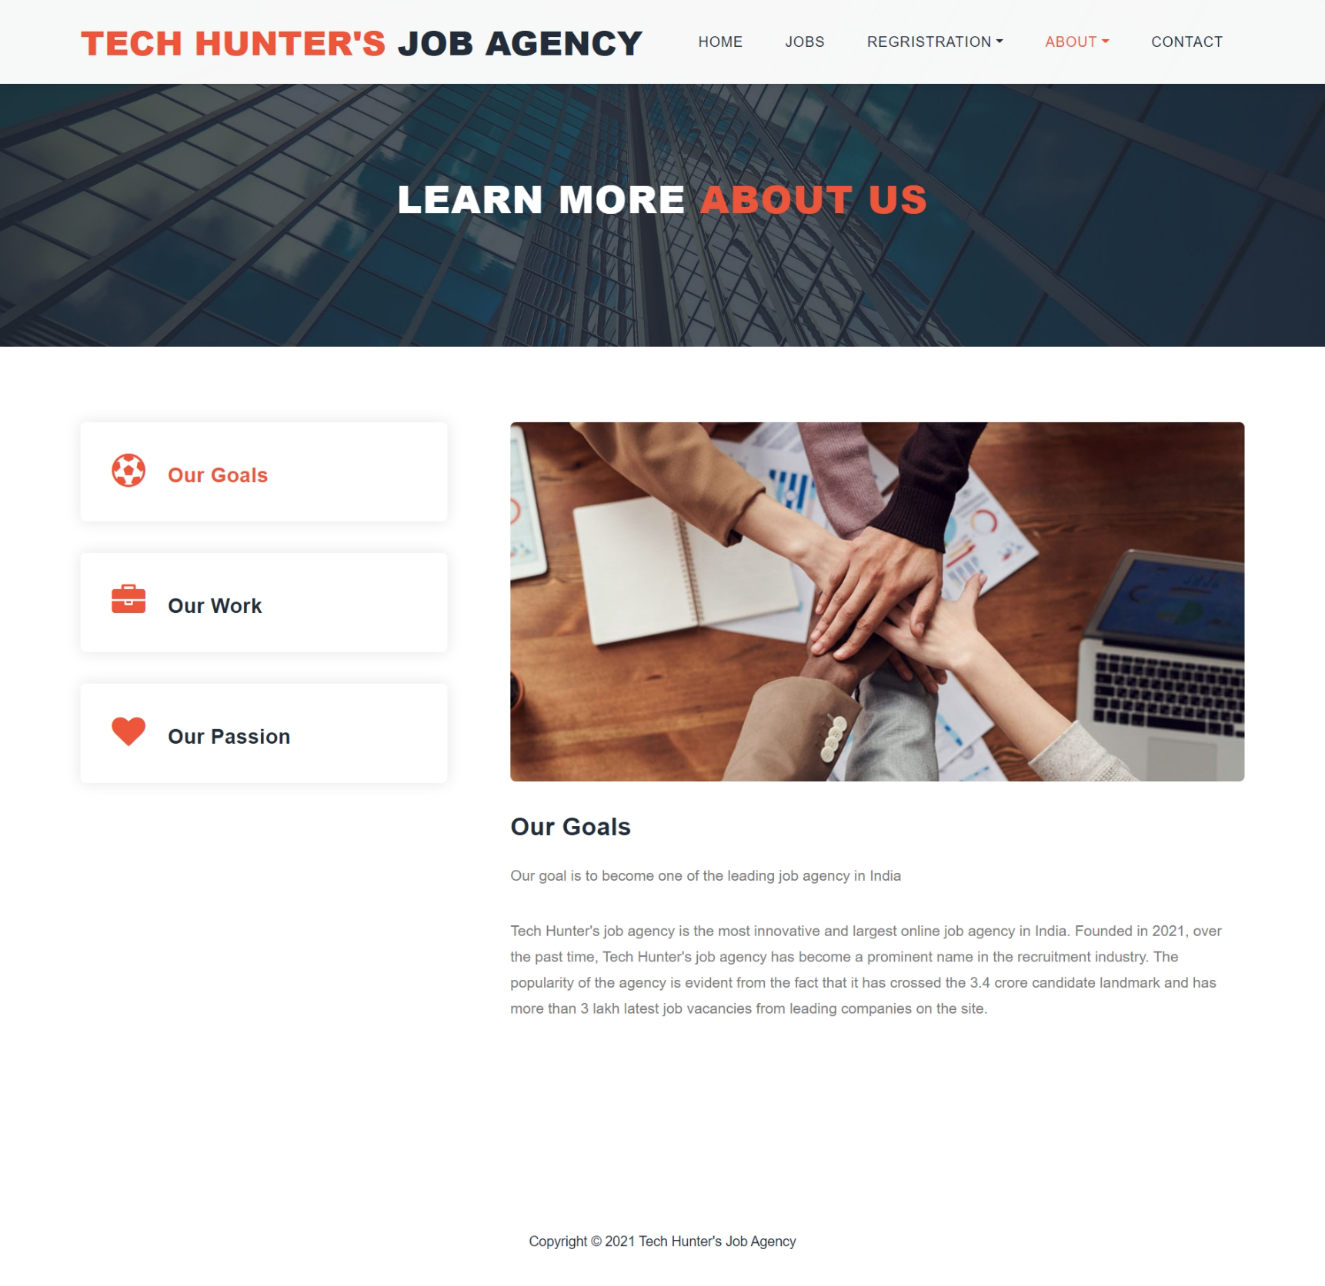 TECH HUNTER'S JOB AGENCY
HOME
JOBS
REGRISTRATION
ABOUT
CONTACT
LEARN MORE ABOUT US
Our Goals
Our Work
Our Passion
Our Goals
Our goal is to become one of the leading job agency in India
Tech Hunter's job agency is the most innovative and largest online job agency in India. Founded in 2021, over
the past time, Tech Hunter's job agency has become a prominent name in the recruitment industry. The
popularity of the agency is evident from the fact that it has crossed the 3.4 crore candidate landmark and has
more than 3 lakh latest job vacancies from leading companies on the site.
Copyright © 2021 Tech Hunter's Job Agency